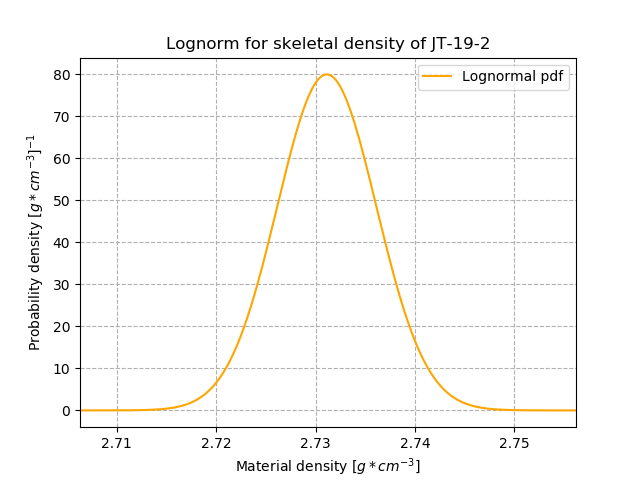 Lognorm for skeletal density of JT-19-2
Lognormal pdf
Probability density [g * cm⁻³]⁻¹
80
70
60
50
40
30
20
10
0
2.71 2.72 2.73 2.74 2.75
Material density [g * cm⁻³]